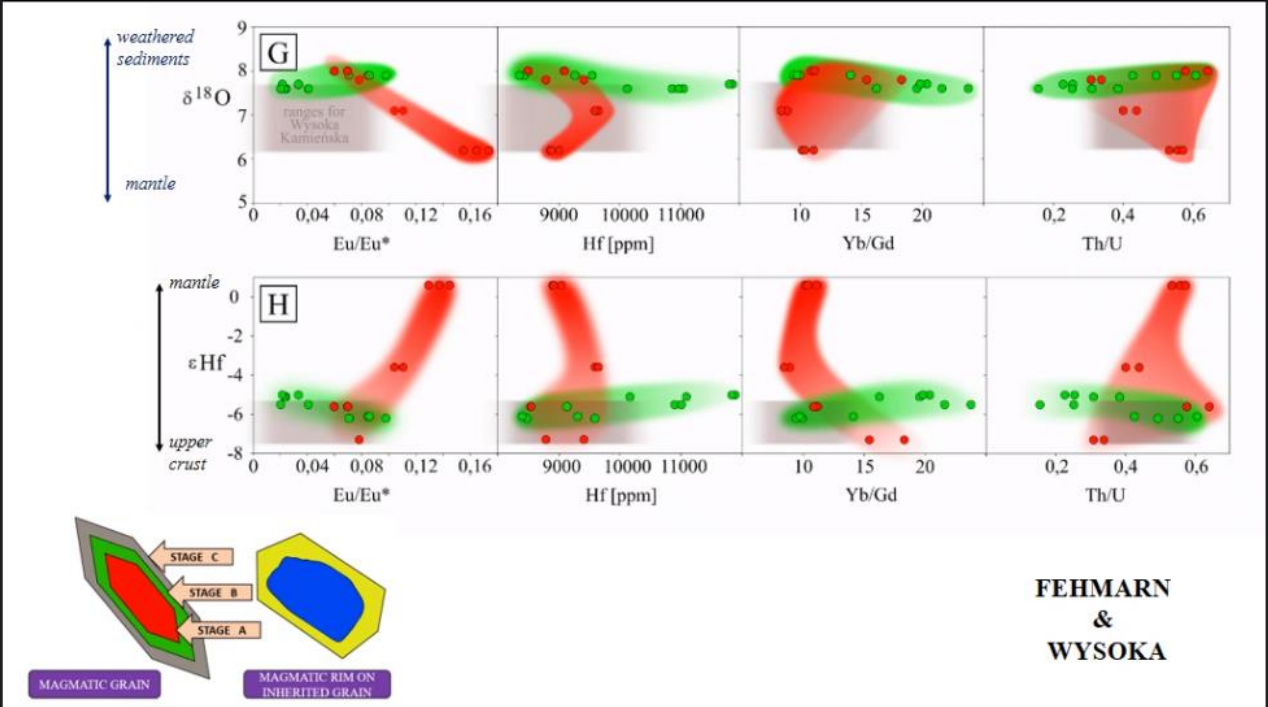 weathered
sediments
9
8
7
6
5
δ¹⁸O
mantle
G
ranges for
Wysoka
Kamieńska
0
0,04
0,08
0,12
0,16
9000
10000
11000
10
15
20
0,2
0,4
0,6
Eu/Eu*
Hf [ppm]
Yb/Gd
Th/U
mantle
0
-2
-4
-6
-8
εHf
upper
crust
H
0
0,04
0,08
0,12
0,16
9000
10000
11000
10
15
20
0,2
0,4
0,6
Eu/Eu*
Hf [ppm]
Yb/Gd
Th/U
STAGE C
STAGE B
STAGE A
MAGMATIC GRAIN
MAGMATIC RIM ON
INHERITED GRAIN
FEHMARN
&
WYSOKA